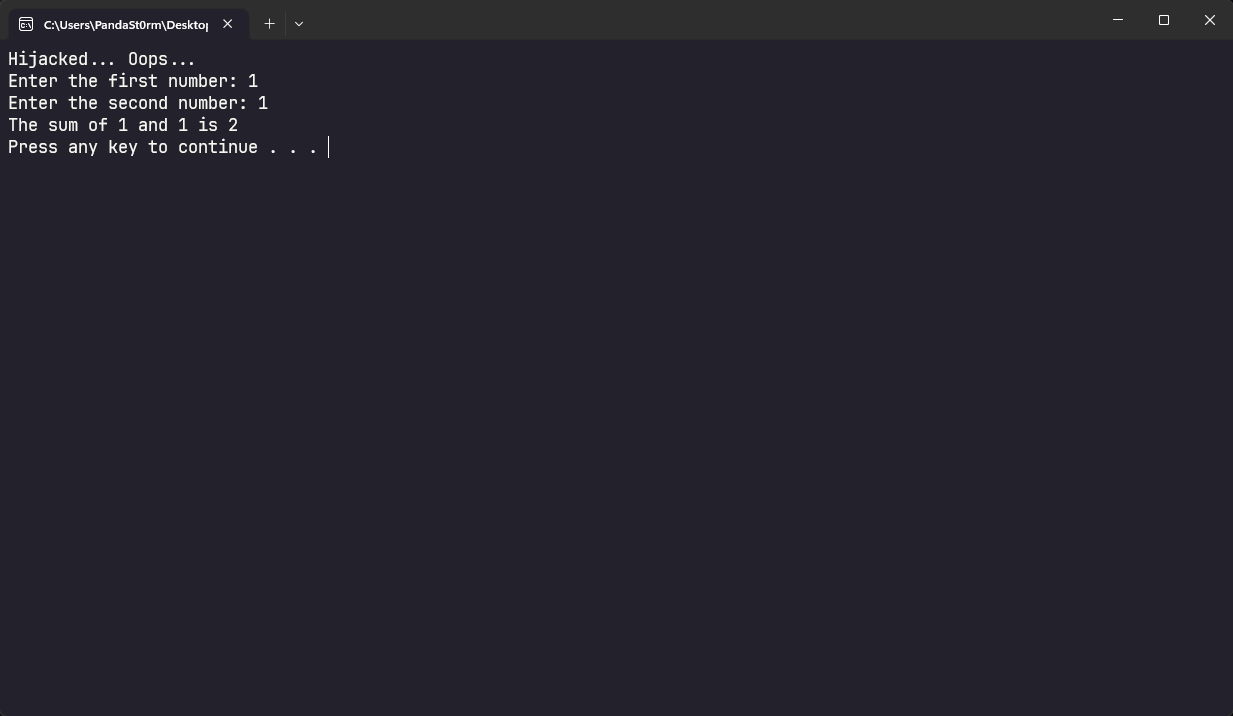 C:\Users\PandaSt0rm\Desktop
Hijacked... Oops...
Enter the first number: 1
Enter the second number: 1
The sum of 1 and 1 is 2
Press any key to continue . . .